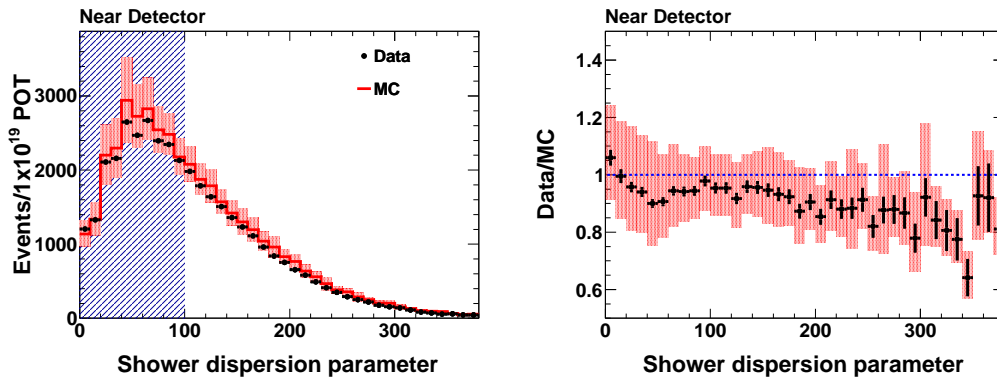 Near Detector
Events/1x10^19 POT
3000
2000
1000
0
0
100
200
300
Data
MC
Shower dispersion parameter
Near Detector
Data/MC
1.4
1.2
1
0.8
0.6
0
100
200
300
Shower dispersion parameter